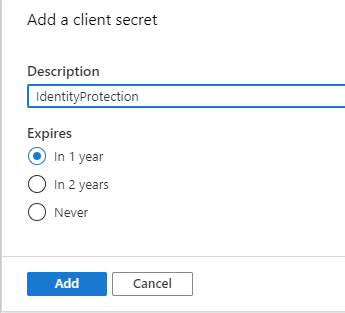 Add a client secret
Description
IdentityProtection
Expires
In 1 year
In 2 years
Never
Add Cancel